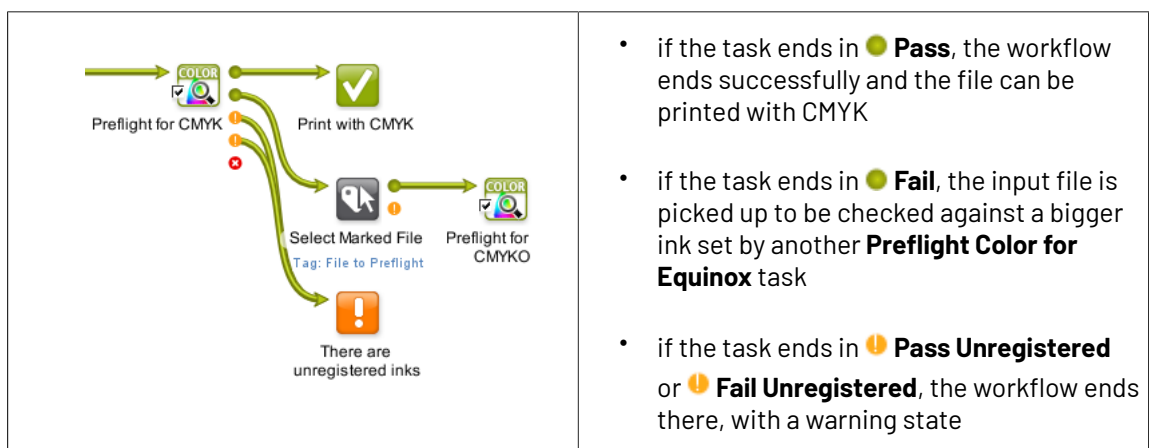 COLOR
Preflight for CMYK
Print with CMYK
COLOR
Select Marked File
Preflight for
CMYKO
Tag: File to Preflight
There are
unregistered inks
• if the task ends in Pass, the workflow
ends successfully and the file can be
printed with CMYK
• if the task ends in Fail, the input file is
picked up to be checked against a bigger
ink set by another Preflight Color for
Equinox task
• if the task ends in Pass Unregistered
or Fail Unregistered, the workflow ends
there, with a warning state